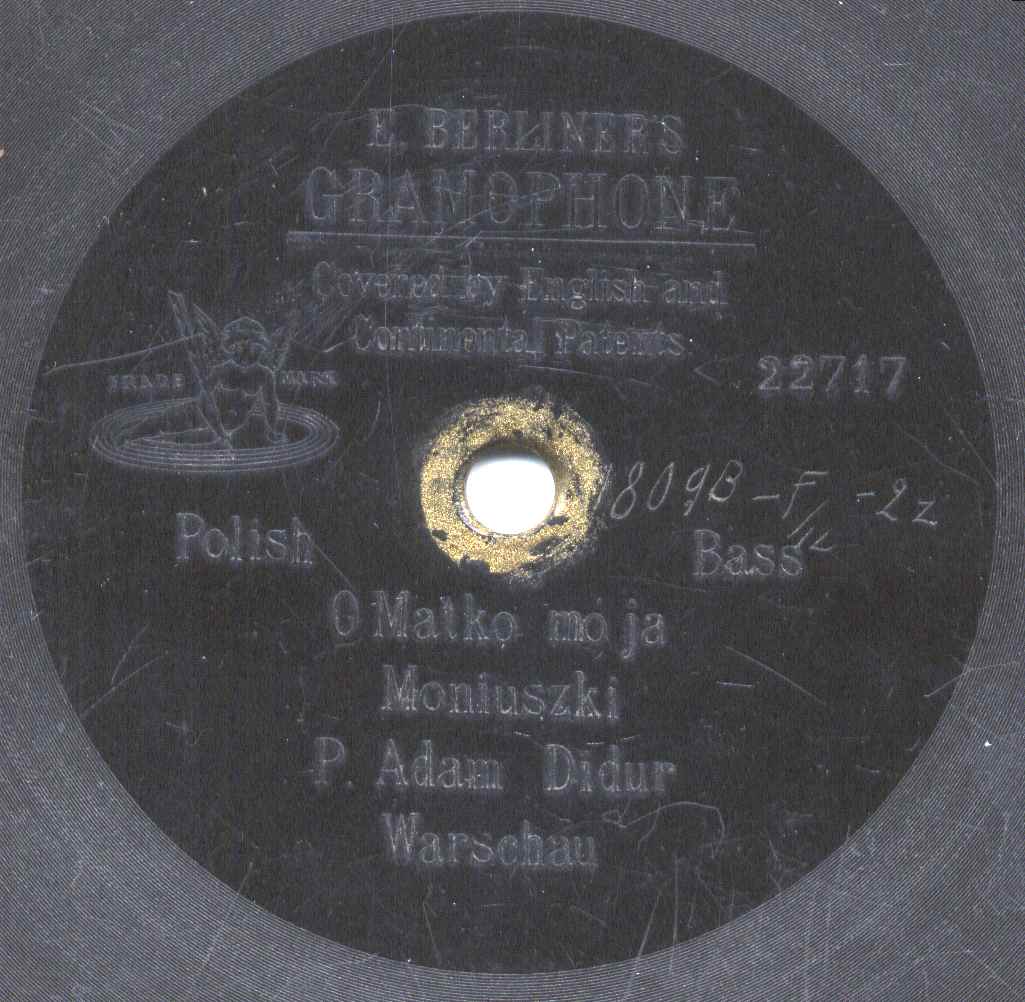 E. BERLINER'S
GRAMOPHONE
Covered by English and
Continental Patents
22717
TRADE MARK
1809B - F - 2z
Polish Bass
O Matko moja
Moniuszki
P. Adam Didur
Warschau